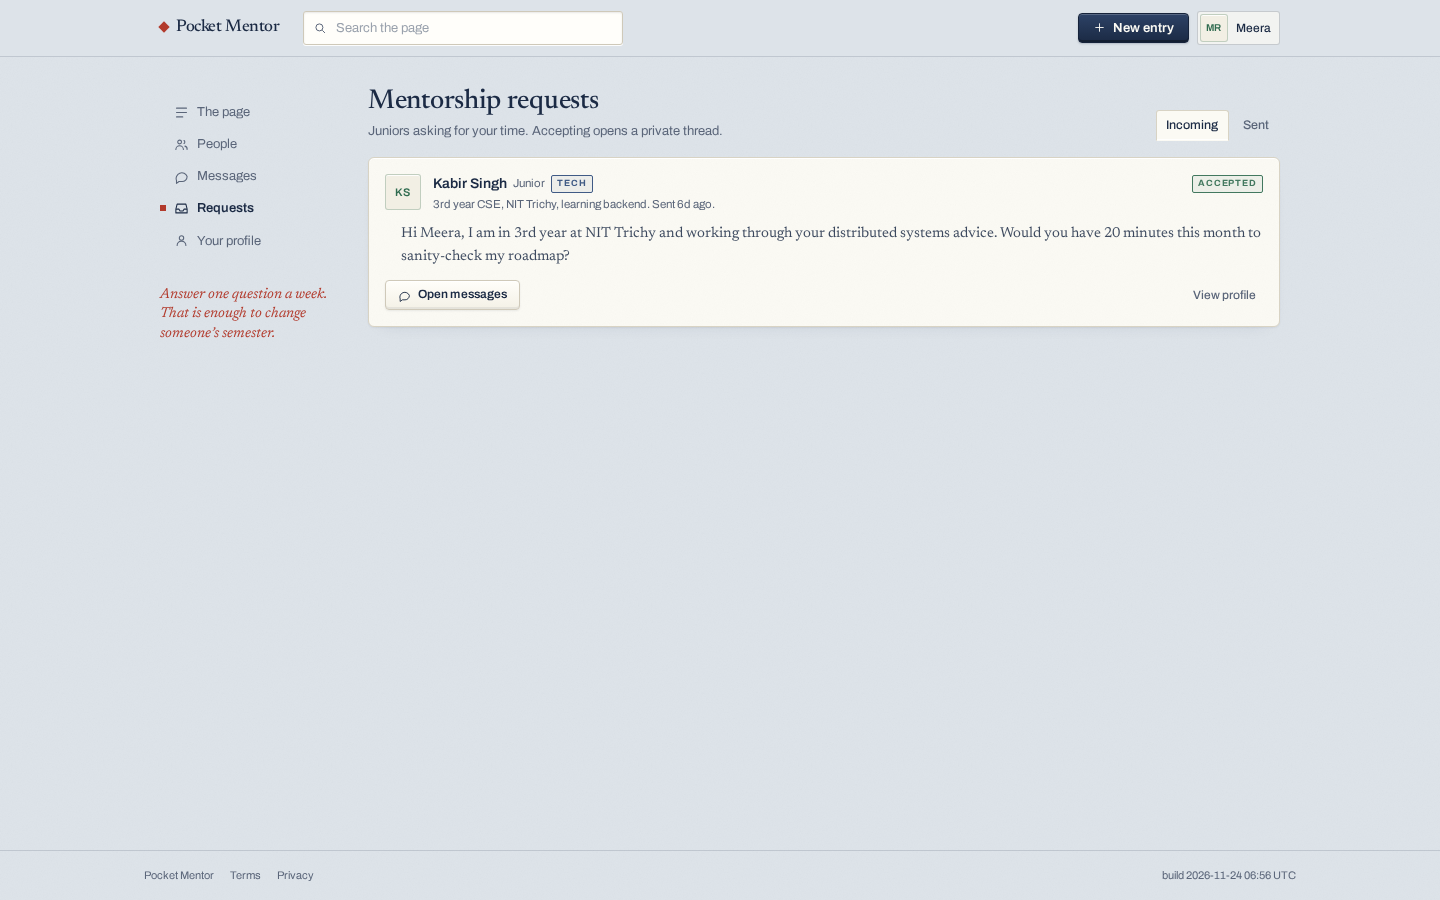 Pocket Mentor
Search the page
New entry
MR
Meera
The page
People
Messages
Requests
Your profile
Answer one question a week.
That is enough to change
someone's semester.
Mentorship requests
Juniors asking for your time. Accepting opens a private thread.
Incoming
Sent
KS
Kabir Singh Junior TECH
ACCEPTED
3rd year CSE, NIT Trichy, learning backend. Sent 6d ago.
Hi Meera, I am in 3rd year at NIT Trichy and working through your distributed systems advice. Would you have 20 minutes this month to
sanity-check my roadmap?
Open messages
View profile
Pocket Mentor
Terms
Privacy
build 2026-11-24 06:56 UTC